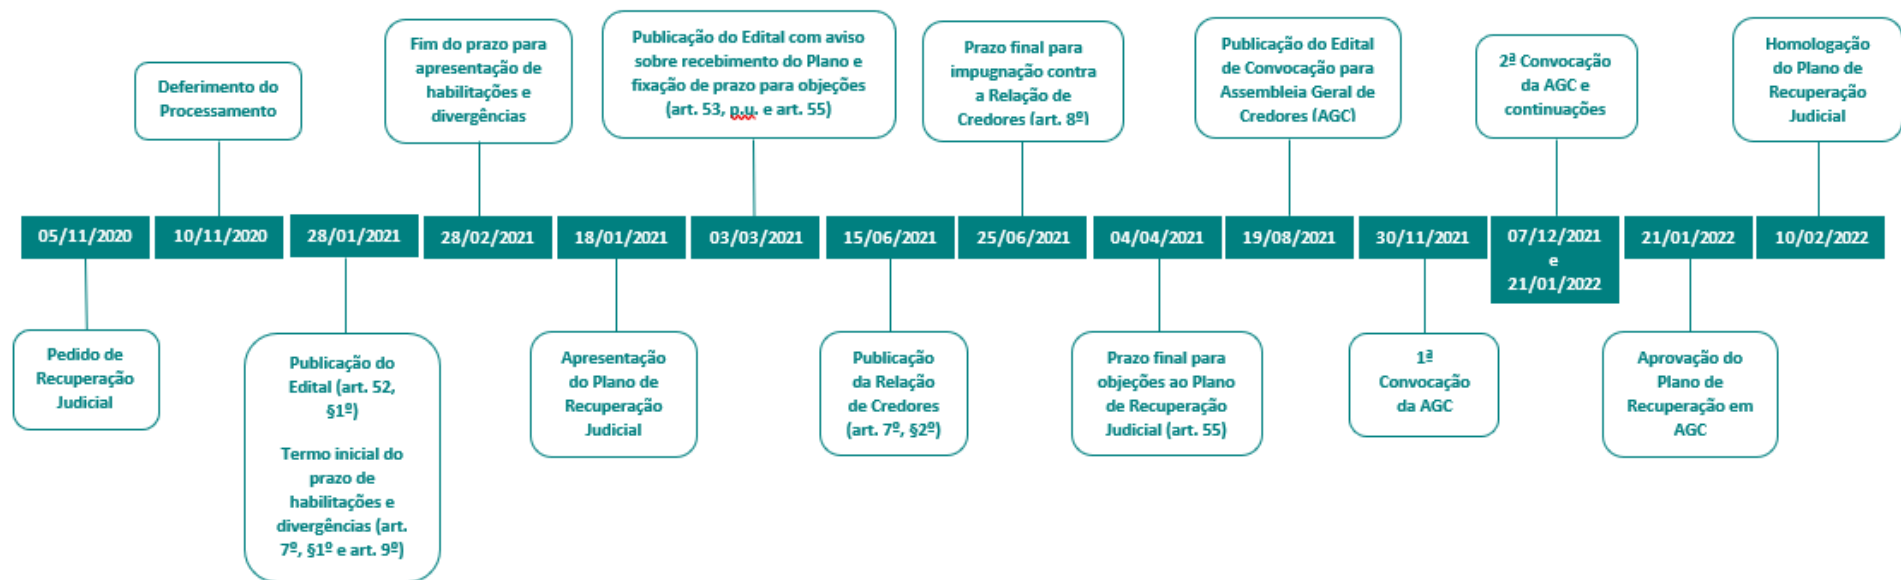 Deferimento do
Processamento
Fim do prazo para
apresentação de
habilitações e
divergências
Publicação do Edital com aviso
sobre recebimento do Plano e
fixação de prazo para objeções
(art. 53, p.u. e art. 55)
Prazo final para
impugnação contra
a Relação de
Credores (art. 8º)
Publicação do Edital
de Convocação para
Assembleia Geral de
Credores (AGC)
2ª Convocação
da AGC e
continuações
Homologação
do Plano de
Recuperação
Judicial
05/11/2020
10/11/2020
28/01/2021
28/02/2021
18/01/2021
03/03/2021
15/06/2021
25/06/2021
04/04/2021
19/08/2021
30/11/2021
07/12/2021
e
21/01/2022
21/01/2022
10/02/2022
Pedido de
Recuperação
Judicial
Publicação do
Edital (art. 52,
§1º)
Termo inicial do
prazo de
habilitações e
divergências (art.
7º, §1º e art. 9º)
Apresentação
do Plano de
Recuperação
Judicial
Publicação
da Relação
de Credores
(art. 7º, §2º)
Prazo final para
objeções ao Plano
de Recuperação
Judicial (art. 55)
1ª
Convocação
da AGC
Aprovação do
Plano de
Recuperação em
AGC